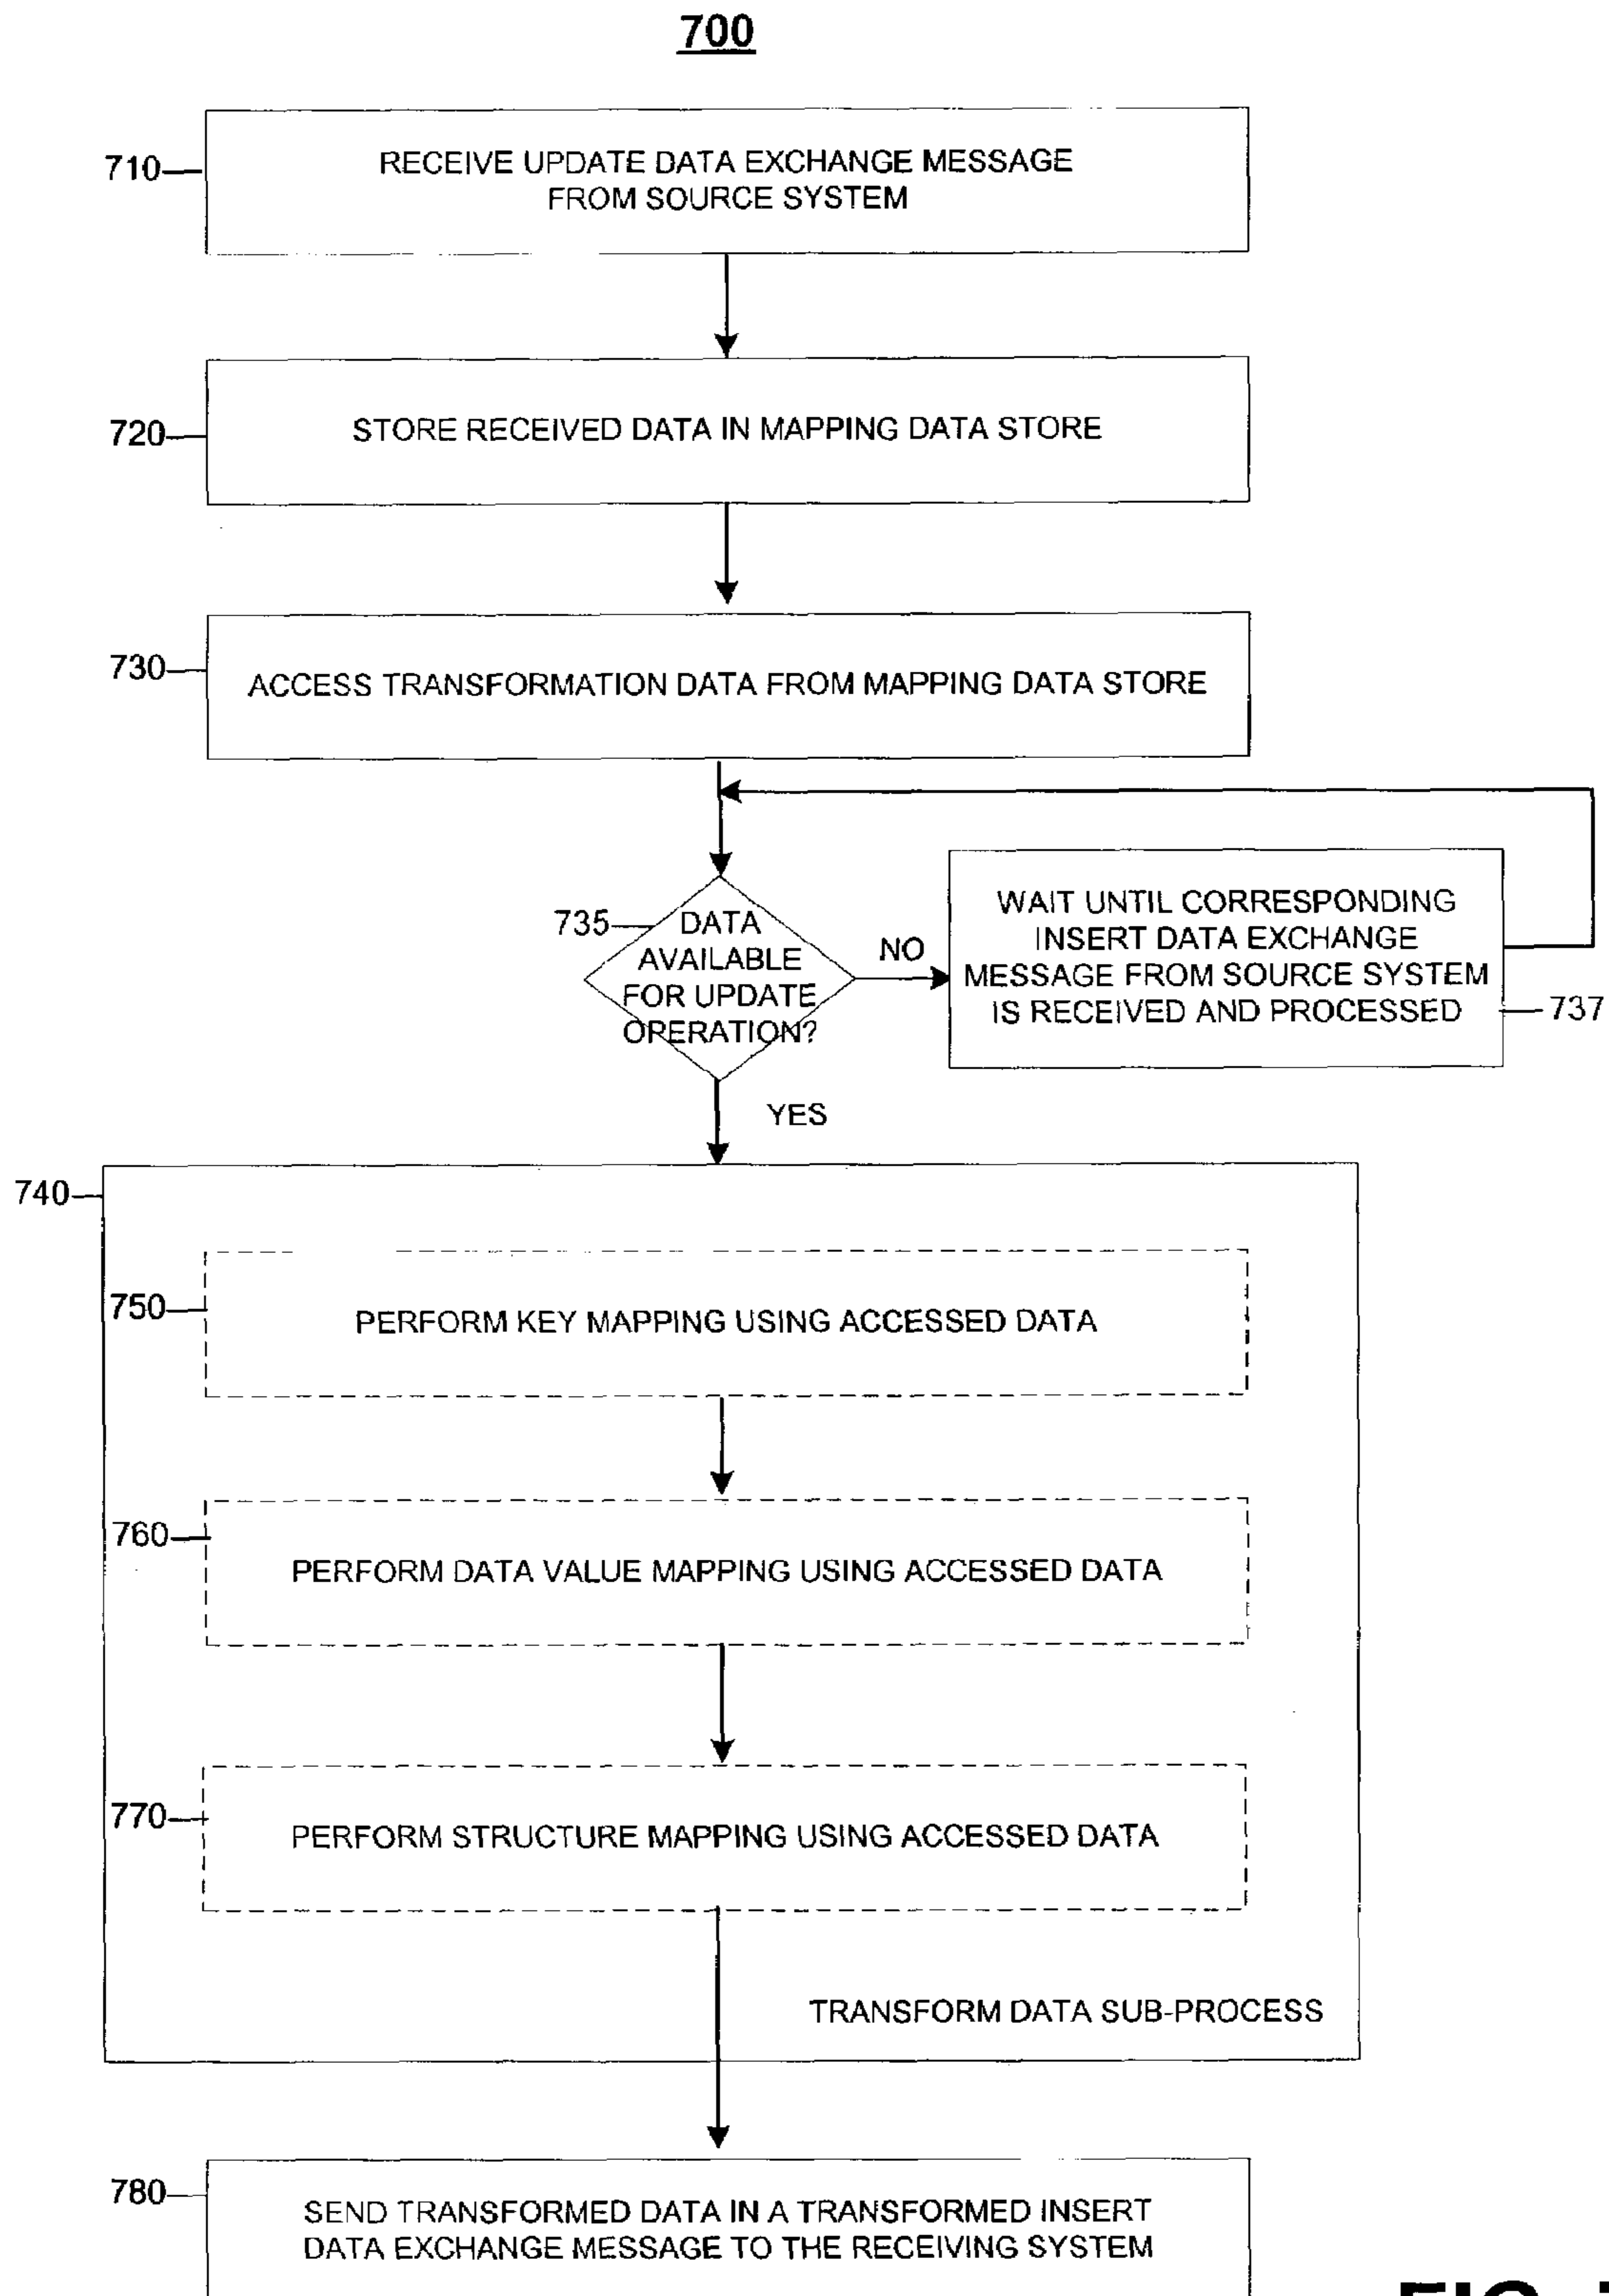 700
710
RECEIVE UPDATE DATA EXCHANGE MESSAGE
FROM SOURCE SYSTEM
720
STORE RECEIVED DATA IN MAPPING DATA STORE
730
ACCESS TRANSFORMATION DATA FROM MAPPING DATA STORE
735
DATA
AVAILABLE
FOR UPDATE
OPERATION?
NO
WAIT UNTIL CORRESPONDING
INSERT DATA EXCHANGE
MESSAGE FROM SOURCE SYSTEM
IS RECEIVED AND PROCESSED
737
YES
740
750
PERFORM KEY MAPPING USING ACCESSED DATA
760
PERFORM DATA VALUE MAPPING USING ACCESSED DATA
770
PERFORM STRUCTURE MAPPING USING ACCESSED DATA
TRANSFORM DATA SUB-PROCESS
780
SEND TRANSFORMED DATA IN A TRANSFORMED INSERT
DATA EXCHANGE MESSAGE TO THE RECEIVING SYSTEM